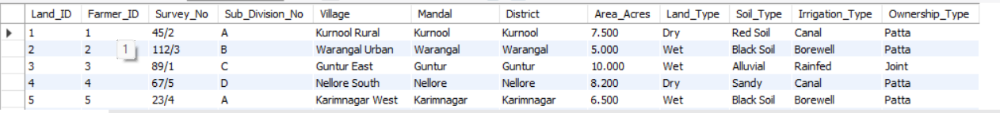 Land_ID Farmer_ID Survey_No Sub_Division_No Village Mandal District Area_Acres Land_Type Soil_Type Irrigation_Type Ownership_Type
1 1 45/2 A Kurnool Rural Kurnool Kurnool 7.500 Dry Red Soil Canal Patta
2 2 112/3 B Warangal Urban Warangal Warangal 5.000 Wet Black Soil Borewell Patta
1
3 3 89/1 C Guntur East Guntur Guntur 10.000 Wet Alluvial Rainfed Joint
4 4 67/5 D Nellore South Nellore Nellore 8.200 Dry Sandy Canal Patta
5 5 23/4 A Karimnagar West Karimnagar Karimnagar 6.500 Wet Black Soil Borewell Patta